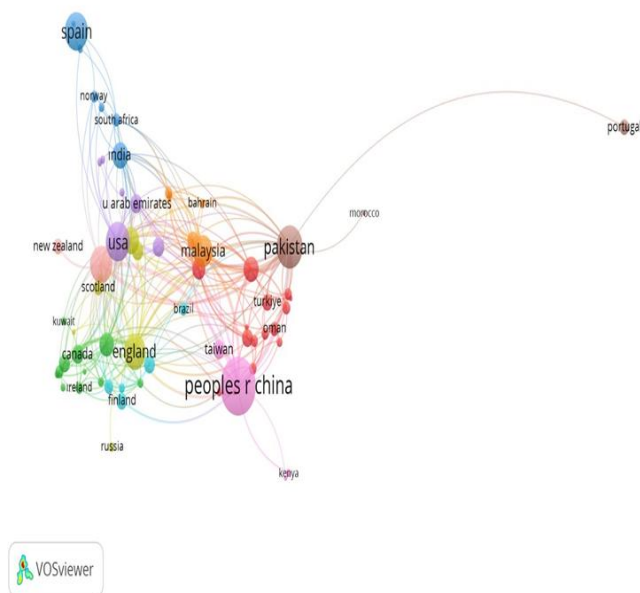 spain
norway
south africa
india
portugal
u arab emirates
bahrain
morocco
new zealand
usa
malaysia
pakistan
scotland
turkiye
brazil
kuwait
oman
canada
england
taiwan
ireland
finland
peoples r china
russia
kenya
VOSviewer